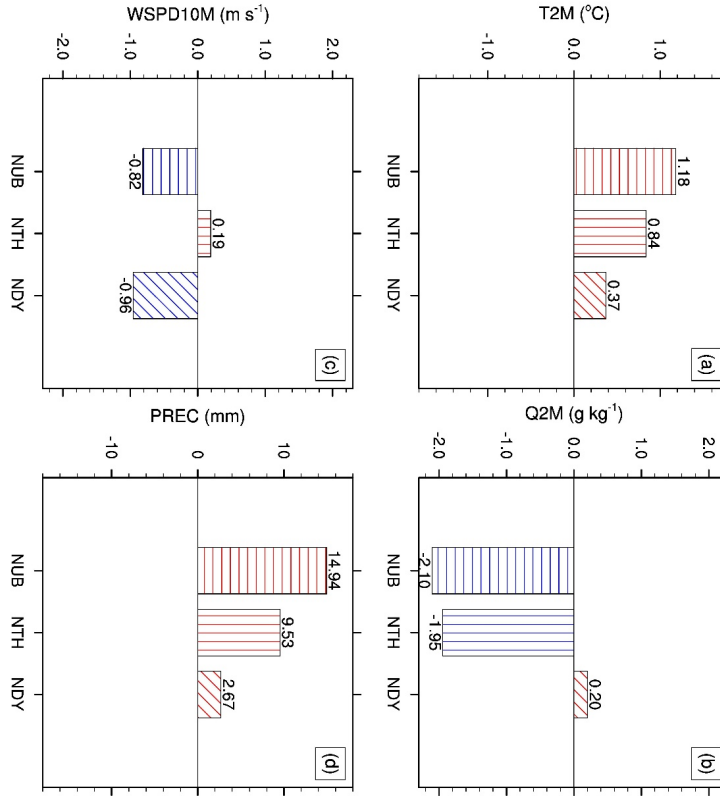 (a)
T2M (°C)
1.0
0.0
-1.0
1.18
0.84
0.37
NUB
NTH
NDY
(b)
Q2M (g kg⁻¹)
2.0
1.0
0.0
-1.0
-2.0
-2.10
-1.95
0.20
NUB
NTH
NDY
(c)
WSPD10M (m s⁻¹)
2.0
1.0
0.0
-1.0
-2.0
-0.82
0.19
-0.96
NUB
NTH
NDY
(d)
PREC (mm)
10
0
-10
14.94
9.53
2.67
NUB
NTH
NDY